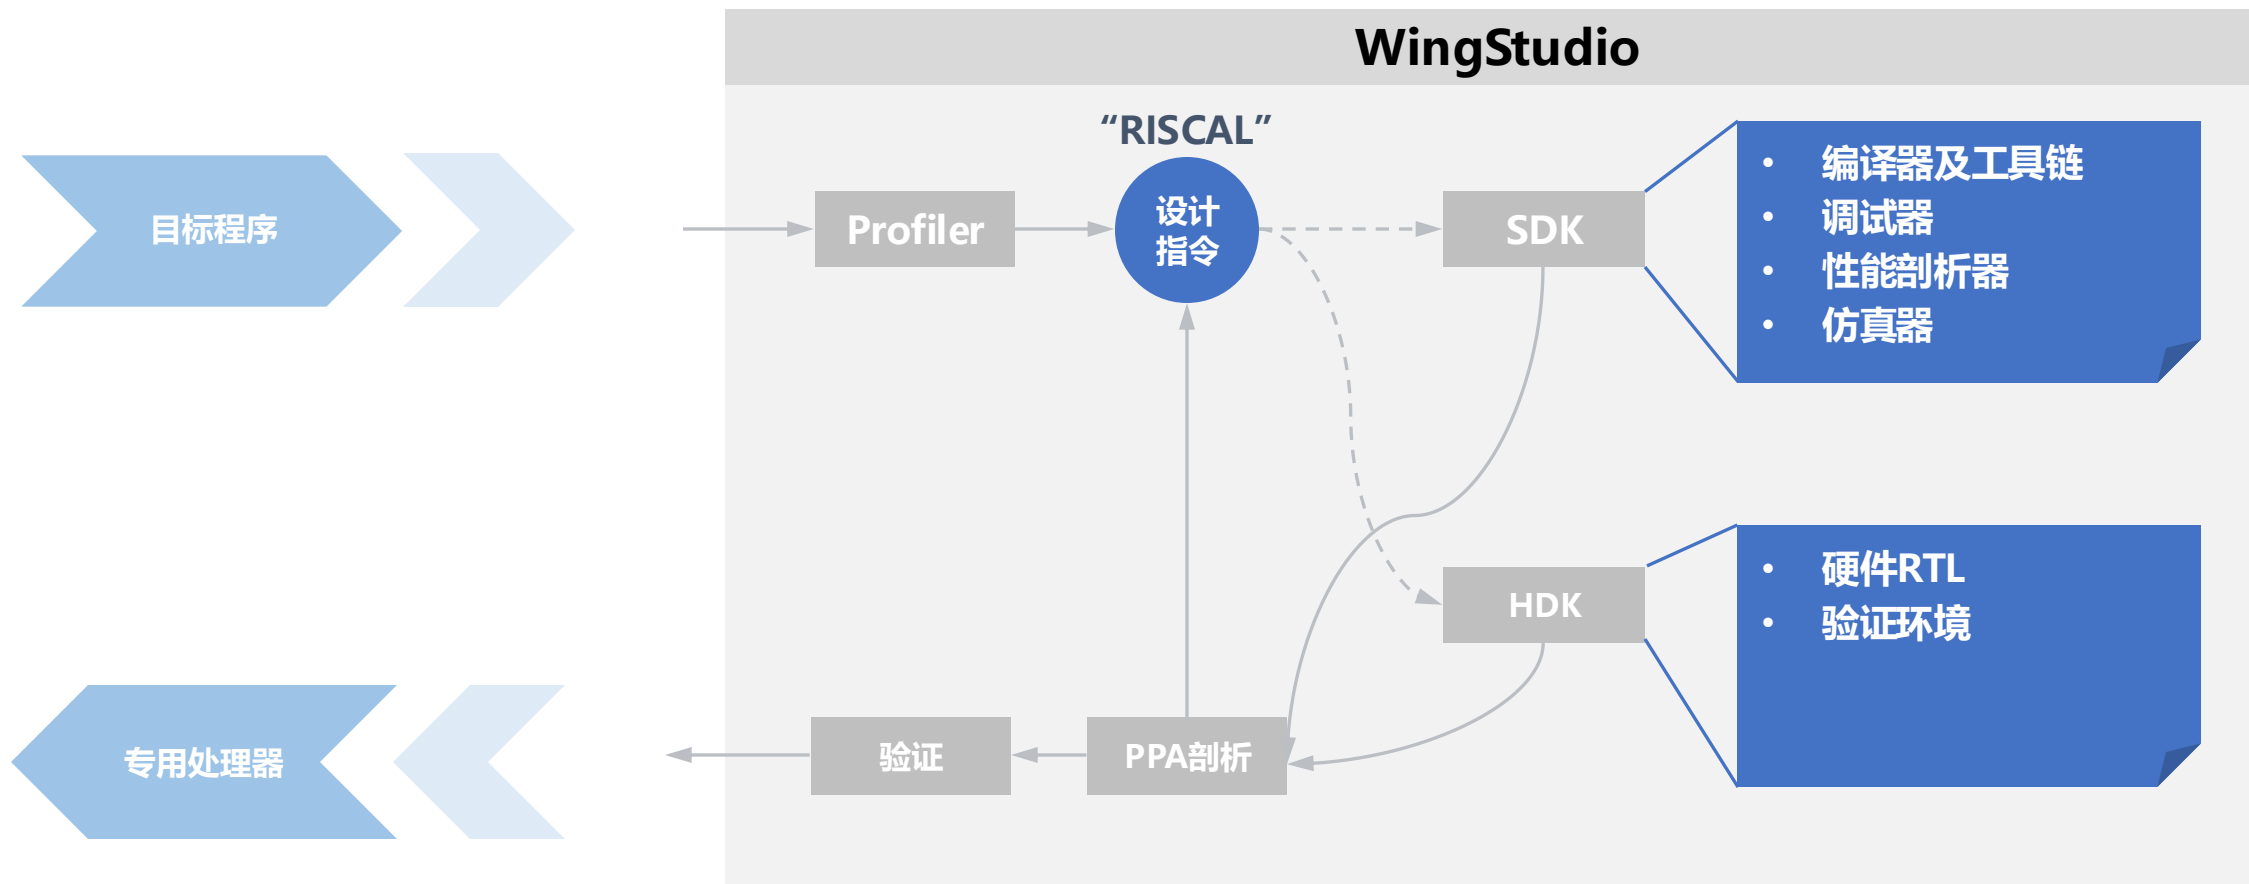 WingStudio
“RISCAL”
目标程序
Profiler
设计
指令
SDK
• 编译器及工具链
• 调试器
• 性能剖析器
• 仿真器
HDK
• 硬件RTL
• 验证环境
专用处理器
验证
PPA剖析